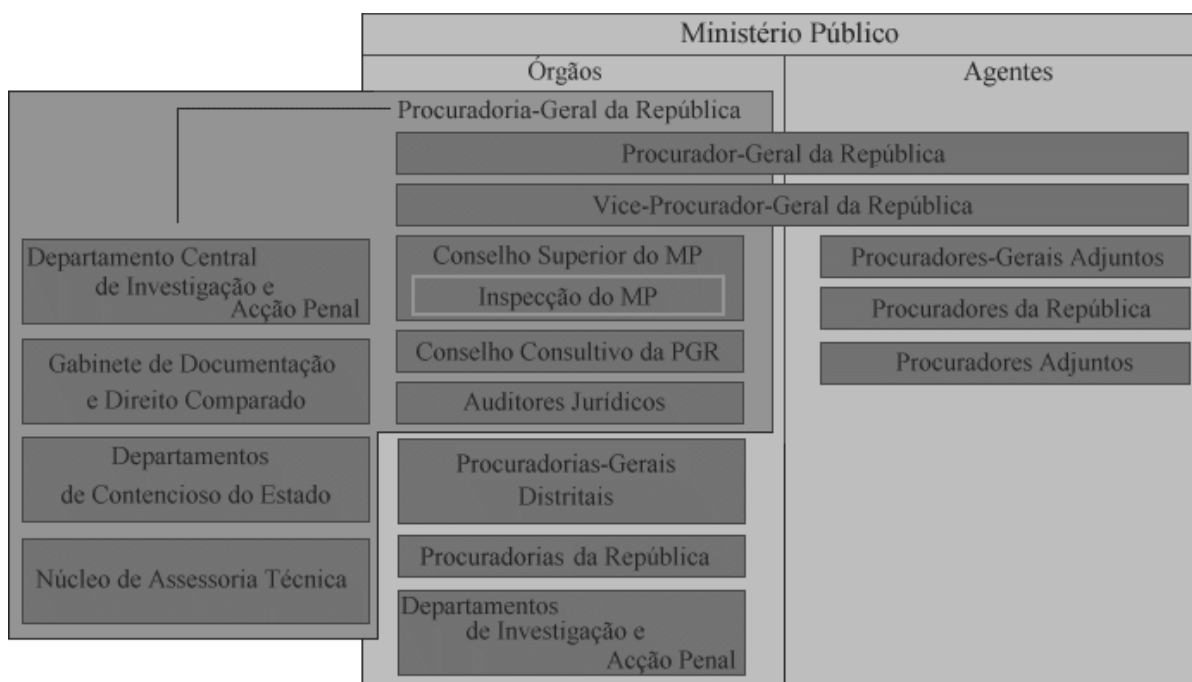 Ministério Público
Órgãos
Agentes
Procuradoria-Geral da República
Procurador-Geral da República
Vice-Procurador-Geral da República
Departamento Central
de Investigação e
Acção Penal
Gabinete de Documentação
e Direito Comparado
Departamentos
de Contencioso do Estado
Núcleo de Assessoria Técnica
Conselho Superior do MP
Inspecção do MP
Conselho Consultivo da PGR
Auditores Jurídicos
Procuradorias-Gerais
Distritais
Procuradorias da República
Departamentos
de Investigação e
Acção Penal
Procuradores-Gerais Adjuntos
Procuradores da República
Procuradores Adjuntos